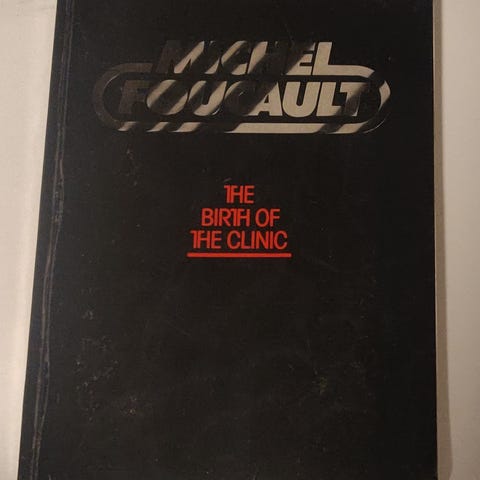 MICHEL
FOUCAULT
THE
BIRTH OF
THE CLINIC